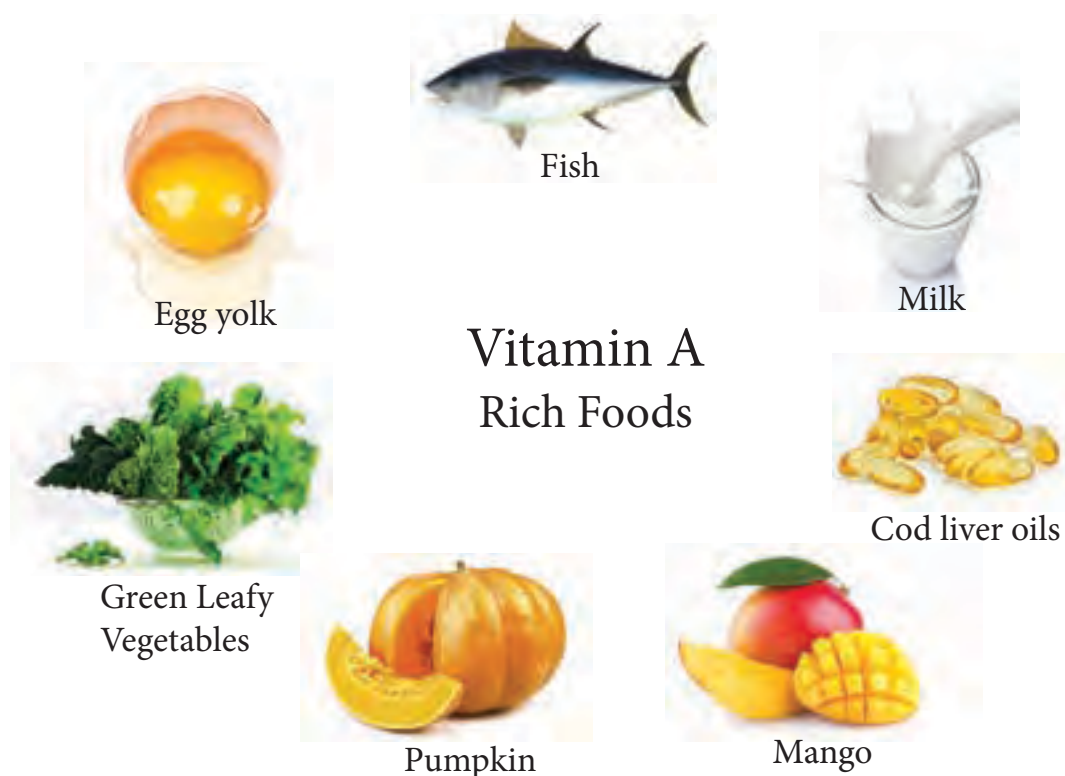 Fish
Egg yolk
Milk
Vitamin A
Rich Foods
Cod liver oils
Green Leafy
Vegetables
Pumpkin
Mango